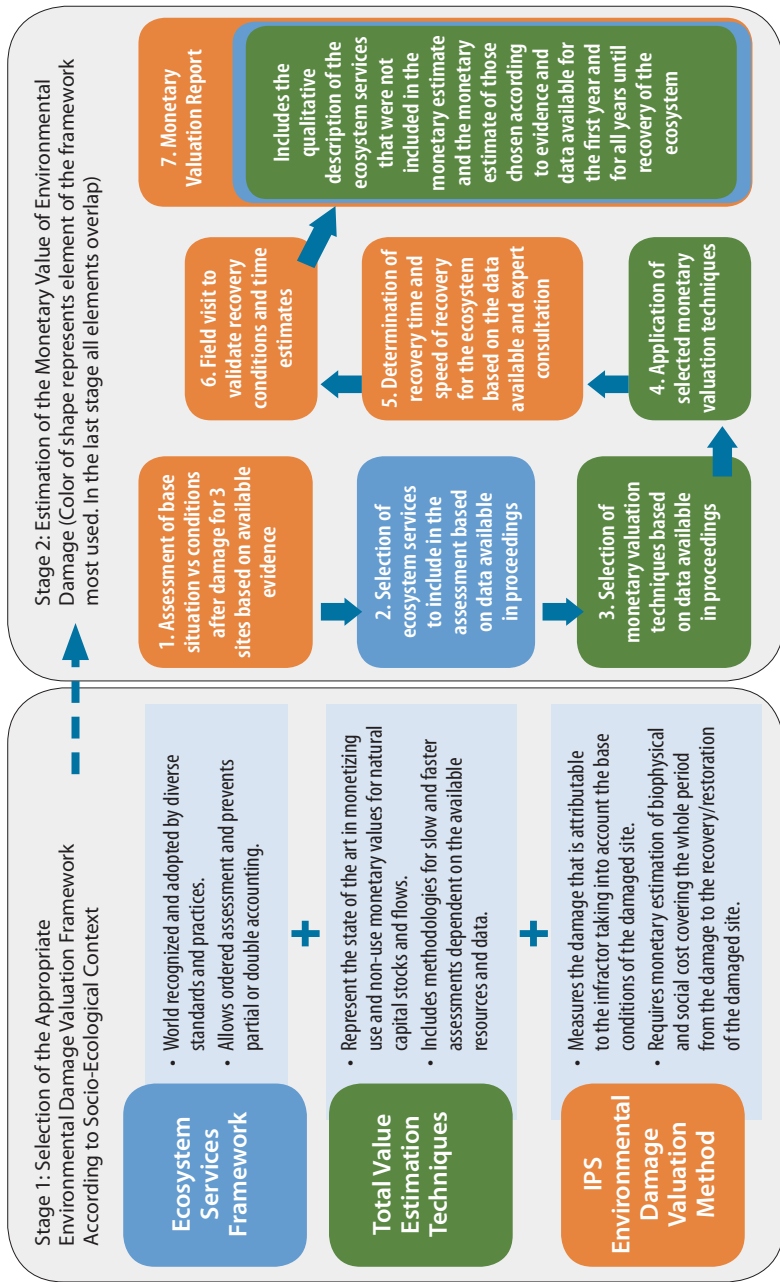 Stage 1: Selection of the Appropriate
Environmental Damage Valuation Framework
According to Socio-Ecological Context
Ecosystem
Services
Framework
• World recognized and adopted by diverse
standards and practices.
• Allows ordered assessment and prevents
partial or double accounting.
+
Total Value
Estimation
Techniques
• Represent the state of the art in monetizing
use and non-use monetary values for natural
capital stocks and flows.
• Includes methodologies for slow and faster
assessments dependent on the available
resources and data.
+
IPS
Environmental
Damage
Valuation
Method
• Measures the damage that is attributable
to the infractor taking into account the base
conditions of the damaged site.
• Requires monetary estimation of biophysical
and social cost covering the whole period
from the damage to the recovery/restoration
of the damaged site.
Stage 2: Estimation of the Monetary Value of Environmental
Damage (Color of shape represents element of the framework
most used. In the last stage all elements overlap)
1. Assessment of base
situation vs conditions
after damage for 3
sites based on available
evidence
2. Selection of
ecosystem services
to include in the
assessment based
on data available
in proceedings
3. Selection of
monetary valuation
techniques based
on data available
in proceedings
4. Application of
selected monetary
valuation techniques
5. Determination of
recovery time and
speed of recovery
for the ecosystem
based on the data
available and expert
consultation
6. Field visit to
validate recovery
conditions and time
estimates
7. Monetary
Valuation Report
Includes the
qualitative
description of the
ecosystem services
that were not
included in the
monetary estimate
and the monetary
estimate of those
chosen according
to evidence and
data available for
the first year and
for all years until
recovery of the
ecosystem